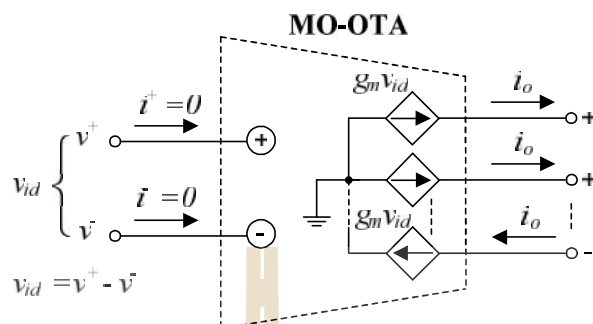 MO-OTA
g_m v_id
i_o
i^+ =0
+
v^+
+
i_o
+
v_id
i^- =0
+
g_m v_id
i_o
v^-
-
-
v_id =v^+ - v^-